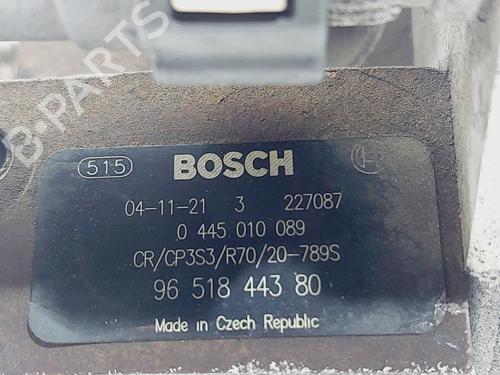 B-PARTS
515 BOSCH
04-11-21 3 227087
0 445 010 089
CR/CP3S3/R70/20-789S
96 518 443 80
Made in Czech Republic